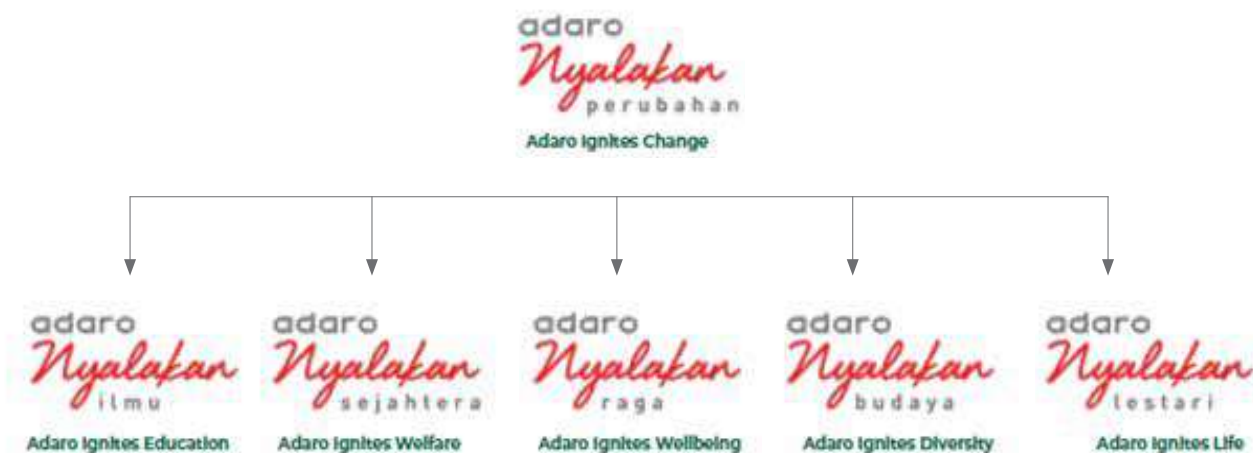 adaro
Nyalakan
perubahan
Adaro Ignites Change
adaro
Nyalakan
ilmu
Adaro Ignites Education
adaro
Nyalakan
sejahtera
Adaro Ignites Welfare
adaro
Nyalakan
raga
Adaro Ignites Wellbeing
adaro
Nyalakan
budaya
Adaro Ignites Diversity
adaro
Nyalakan
lestari
Adaro Ignites Life